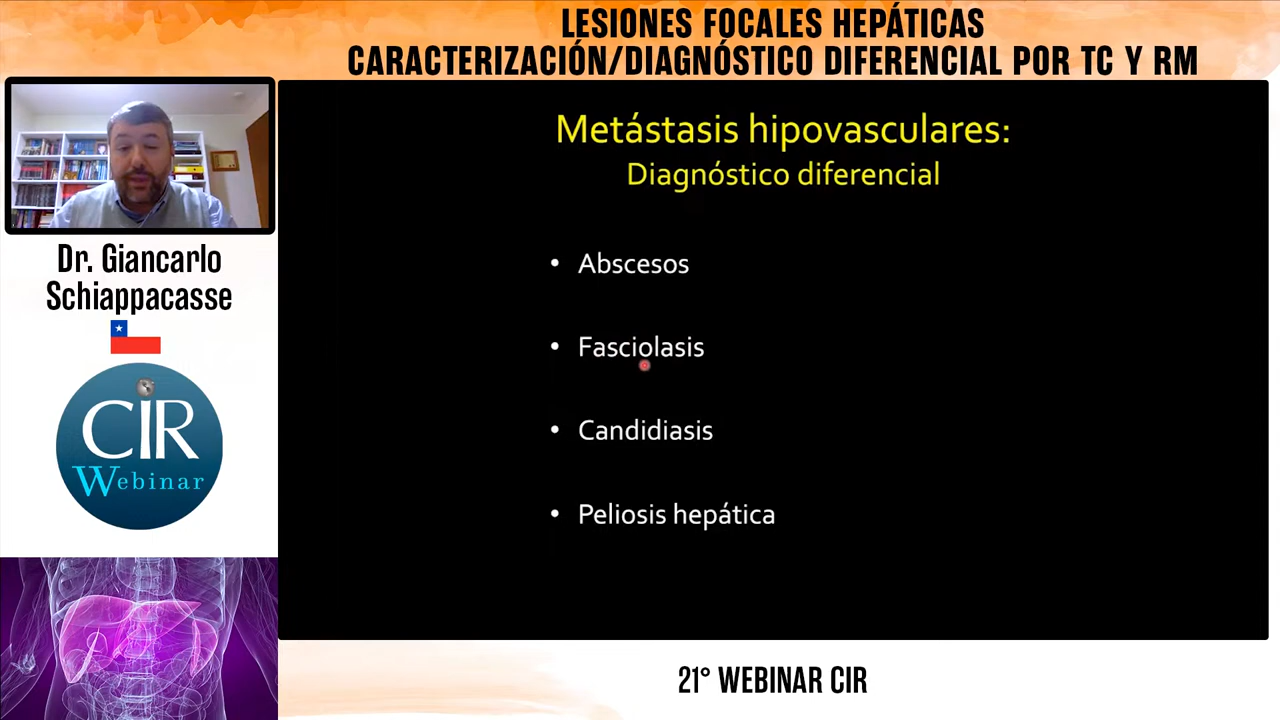 LESIONES FOCALES HEPÁTICAS
CARACTERIZACIÓN/DIAGNÓSTICO DIFERENCIAL POR TC Y RM
Metástasis hipovasculares:
Diagnóstico diferencial
• Abscesos
• Fasciolasis
• Candidiasis
• Peliosis hepática
Dr. Giancarlo
Schiappacasse
CIR
Webinar
21° WEBINAR CIR